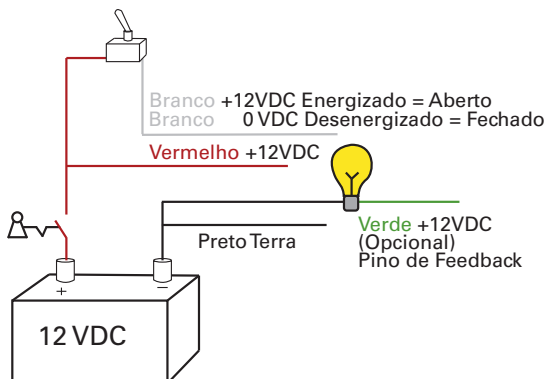 Branco +12VDC Energizado = Aberto
Branco 0 VDC Desenergizado = Fechado
Vermelho +12VDC
Verde +12VDC
(Opcional)
Pino de Feedback
Preto Terra
+ −
12 VDC